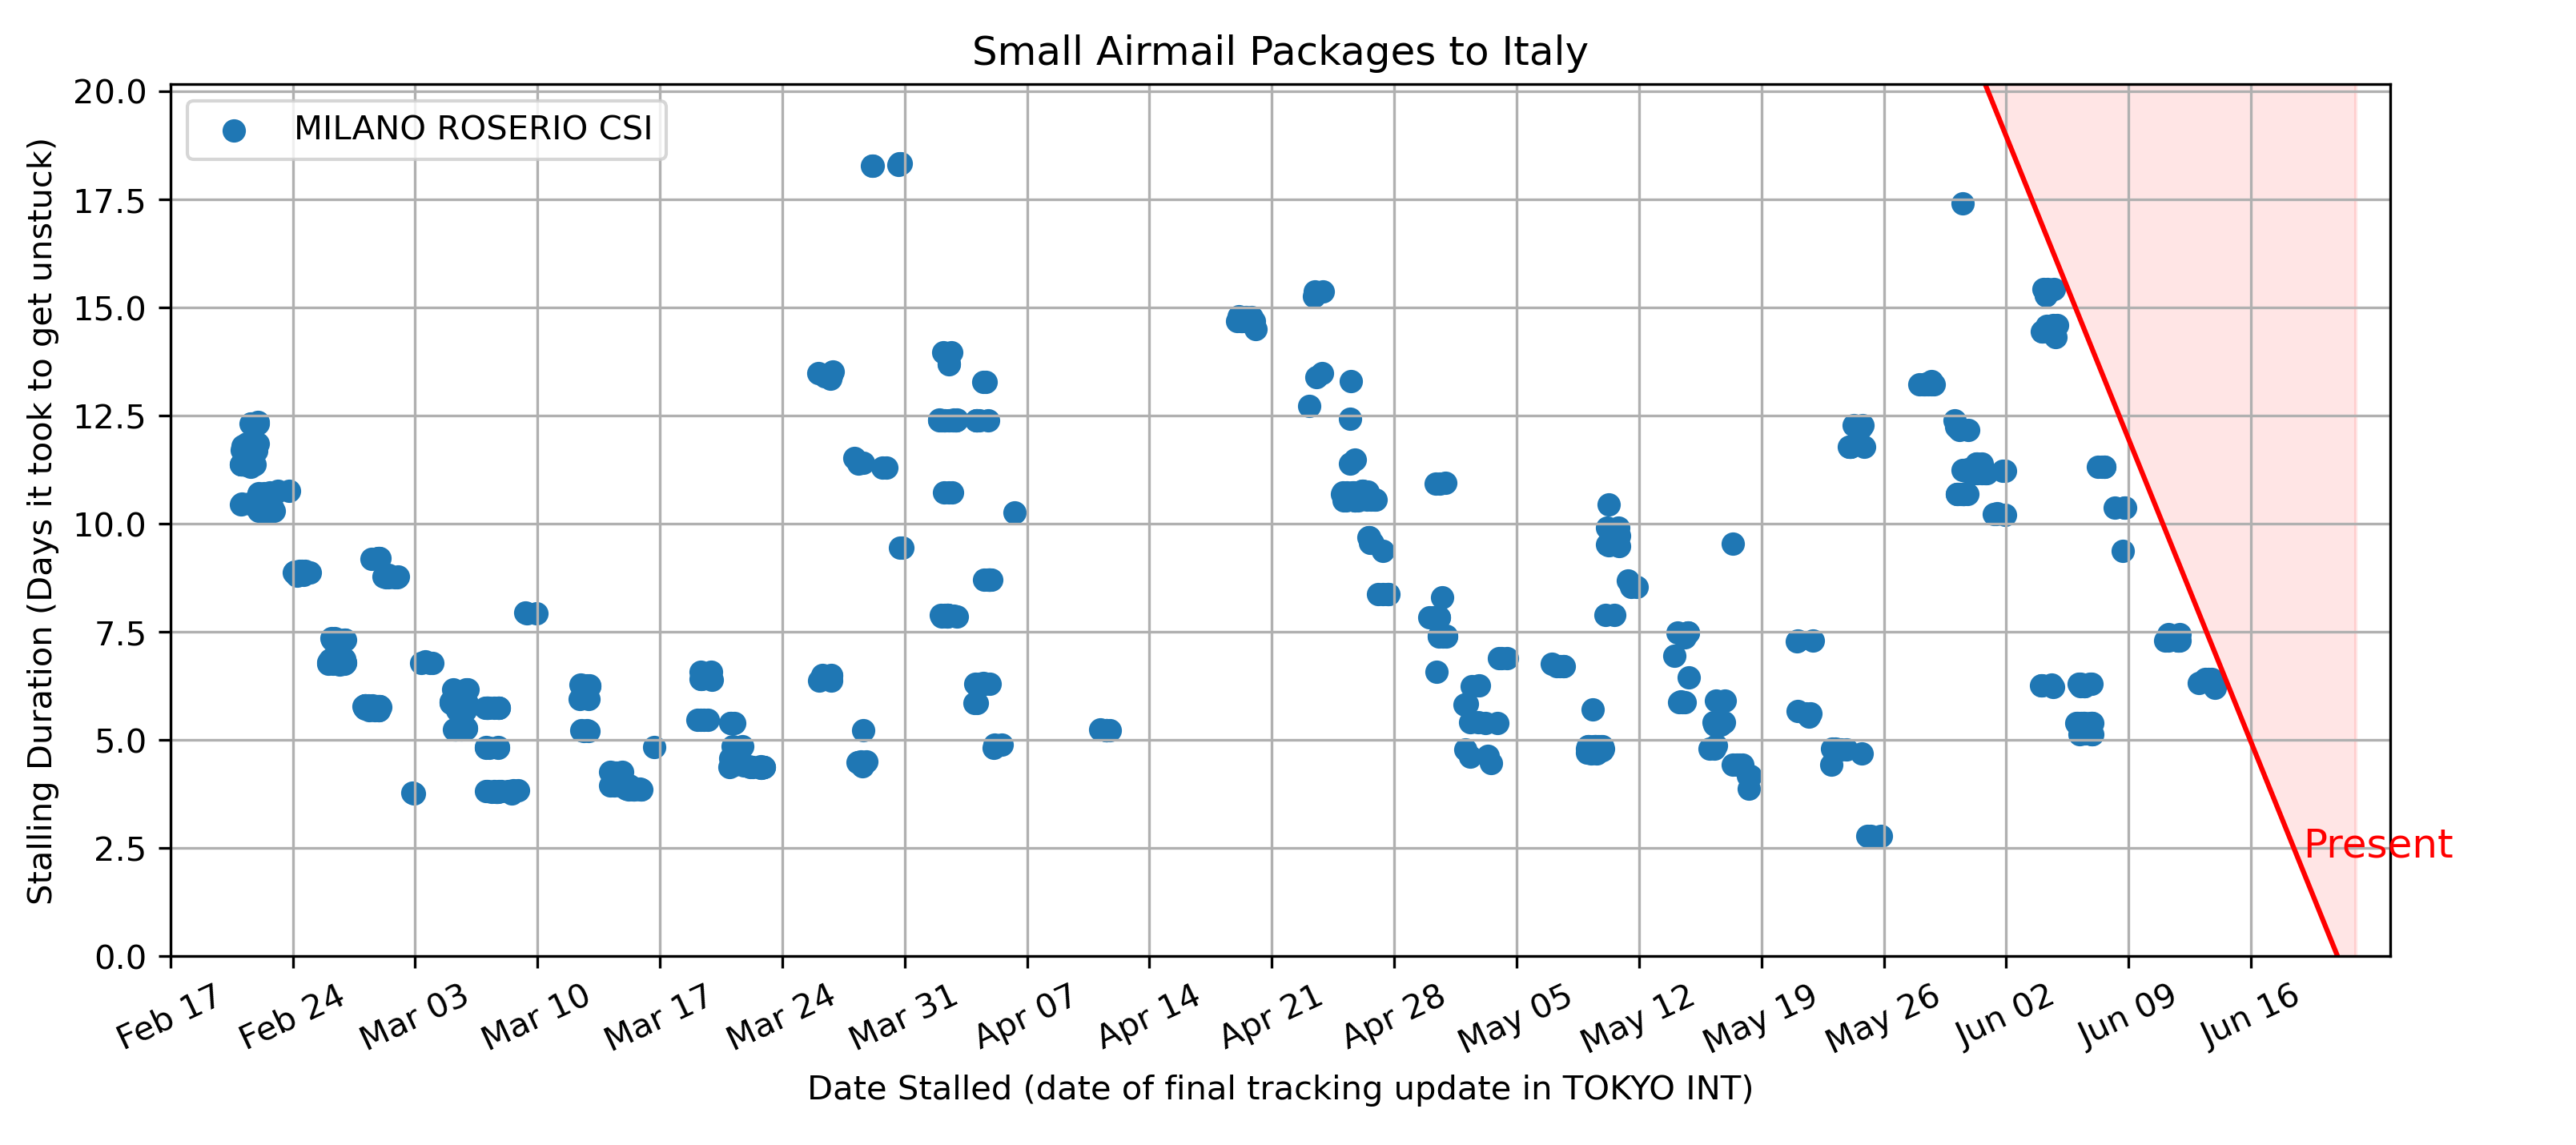 Small Airmail Packages to Italy
MILANO ROSERIO CSI
Stalling Duration (Days it took to get unstuck)
20.0
17.5
15.0
12.5
10.0
7.5
5.0
2.5
0.0
Present
Feb 17
Feb 24
Mar 03
Mar 10
Mar 17
Mar 24
Mar 31
Apr 07
Apr 14
Apr 21
Apr 28
May 05
May 12
May 19
May 26
Jun 02
Jun 09
Jun 16
Date Stalled (date of final tracking update in TOKYO INT)